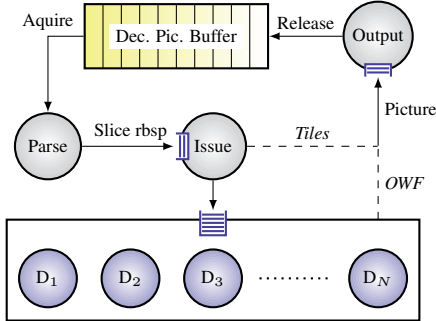 Aquire
Dec. Pic. Buffer
Release
Output
Parse
Slice rbsp
Issue
Tiles
Picture
OWF
D1
D2
D3
DN